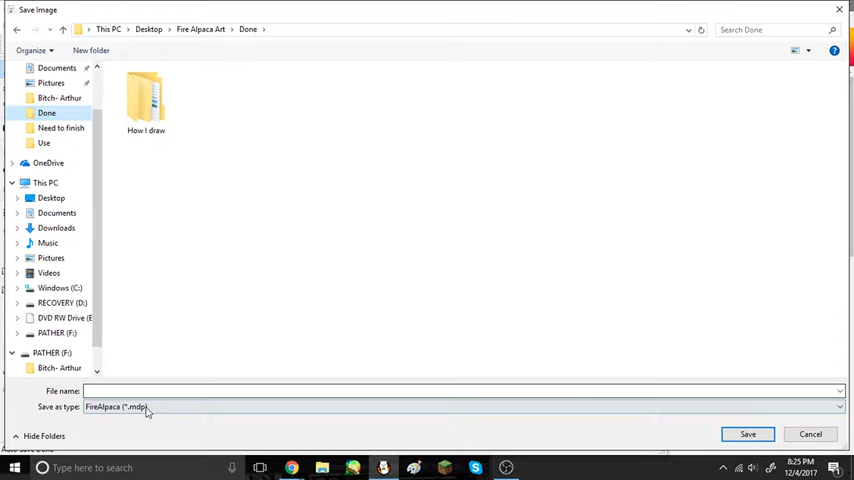 Save Image
This PC > Desktop > Fire Alpaca Art > Done >
Search Done
Organize
New folder
Documents
Pictures
Bitch- Arthur
Done
Need to finish
Use
OneDrive
This PC
Desktop
Documents
Downloads
Music
Pictures
Videos
Windows (C:)
RECOVERY (D:)
DVD RW Drive (E
PATHER (F:)
PATHER (F:)
Bitch- Arthur
How I draw
File name:
Save as type: FireAlpaca (*.mdp)
Hide Folders
Save
Cancel
Type here to search
8:25 PM
12/4/2017